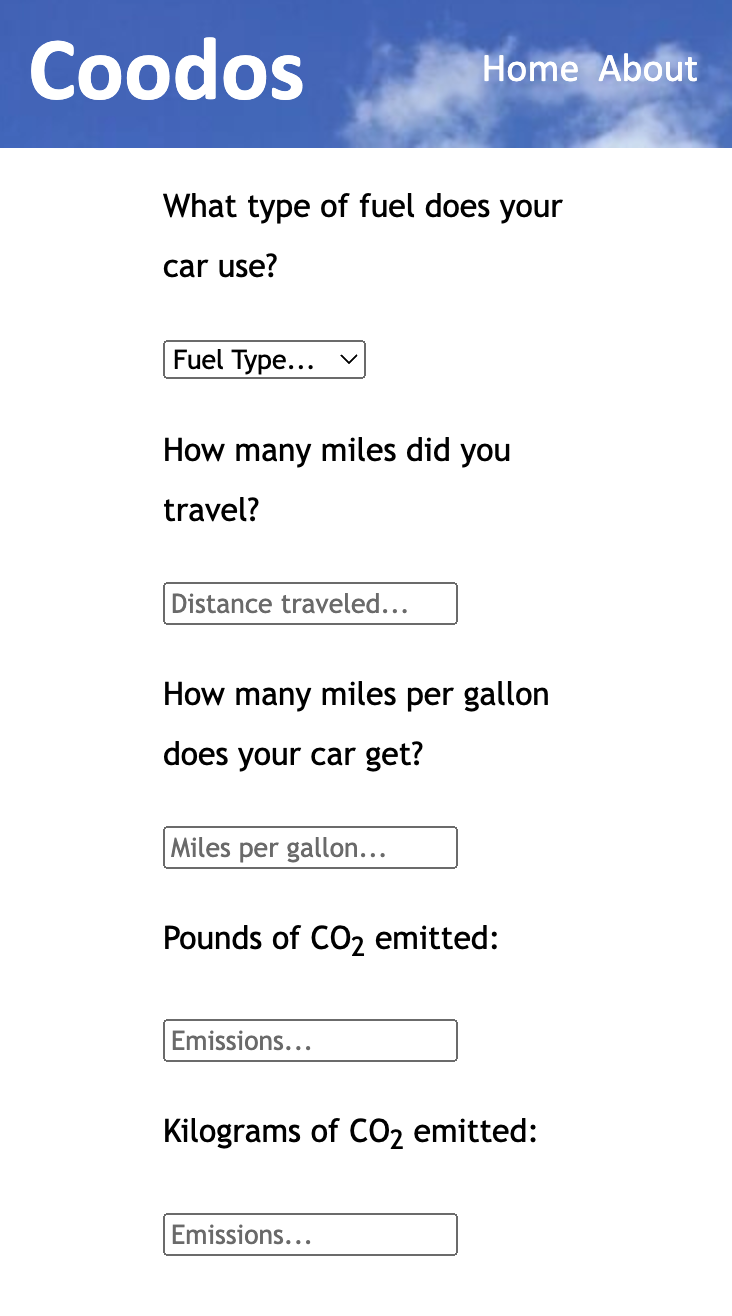 Coodos
Home About
What type of fuel does your
car use?
Fuel Type...
How many miles did you
travel?
Distance traveled...
How many miles per gallon
does your car get?
Miles per gallon...
Pounds of CO₂ emitted:
Emissions...
Kilograms of CO₂ emitted:
Emissions...